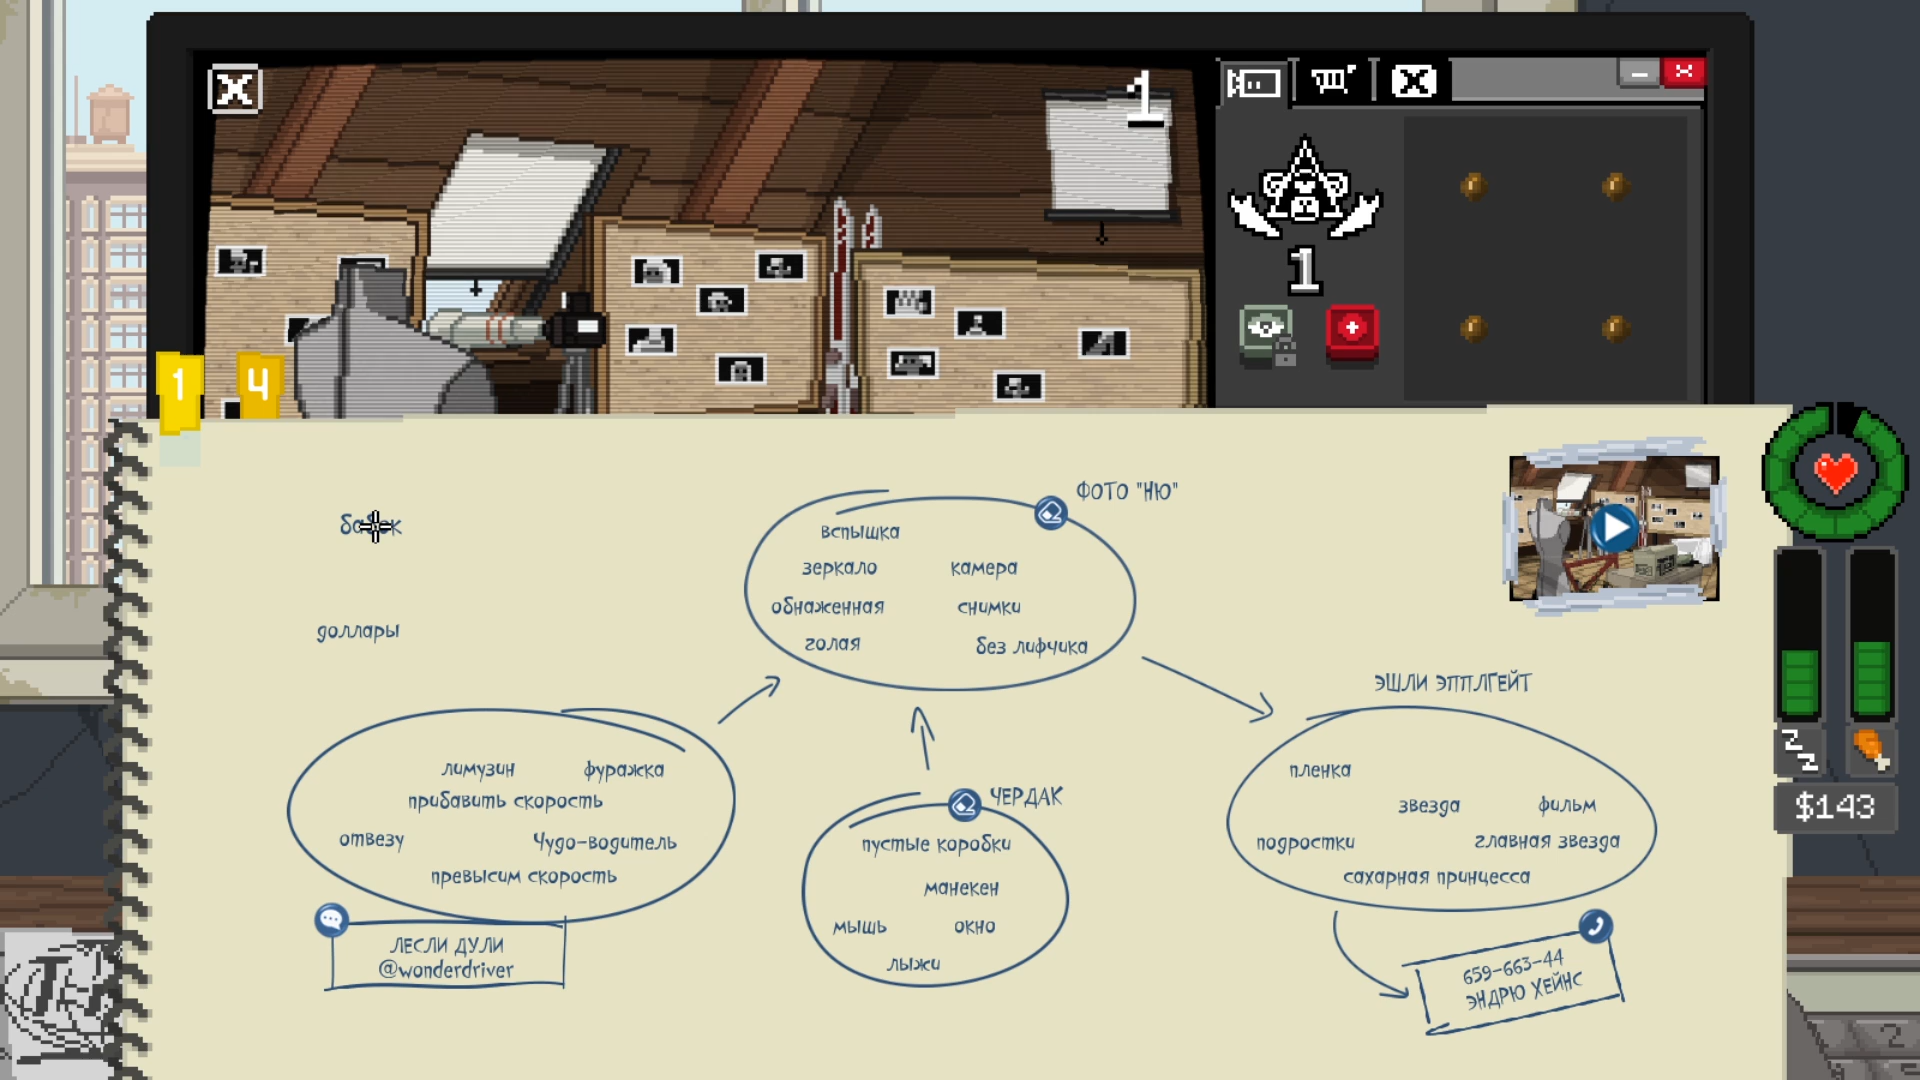 1
1
1 4
ФОТО "НЮ"
вспышка
зеркало камера
обнаженная снимки
голая без лифчика
доллары
ЭШЛИ ЭППЛГЕЙТ
пленка
звезда фильм
подростки главная звезда
сахарная принцесса
лимузин фуражка
прибавить скорость
отвезу Чудо-водитель
превысим скорость
ЛЕСЛИ ДУЛИ
@wonderdriver
ЧЕРДАК
пустые коробки
манекен
мышь окно
лыжи
659-663-44
ЭНДРЮ ХЕЙНС
$143
2